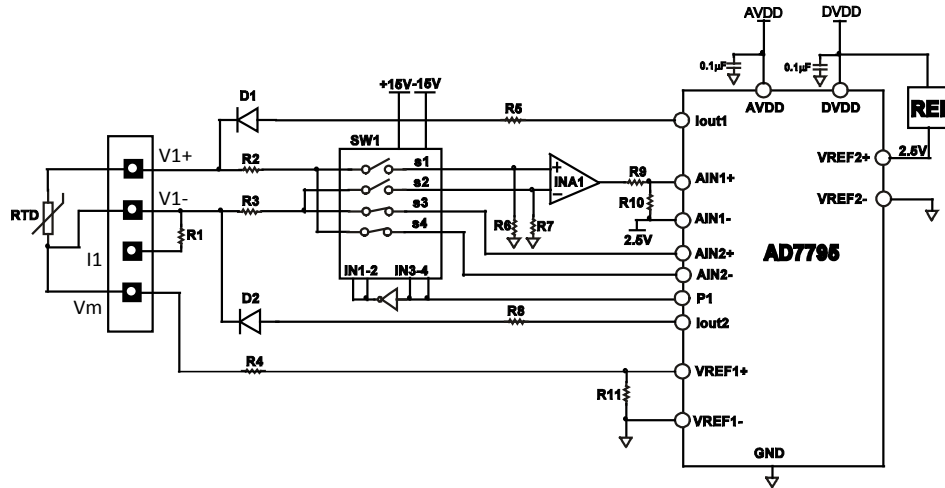 AVDD DVDD
0.1µF 0.1µF
+15V-15V
D1 R5 AVDD DVDD REF
Iout1
SW1
V1+ R2 s1 2.5V
VREF2+
s2 INA1 R9 AIN1+
V1- R3 s3 R10 VREF2-
RTD s4 R6 R7 AIN1-
R1 2.5V
I1 AIN2+ AD7795
IN1-2 IN3-4 AIN2-
Vm P1
D2 R8 Iout2
R4 VREF1+
R11
VREF1-
GND